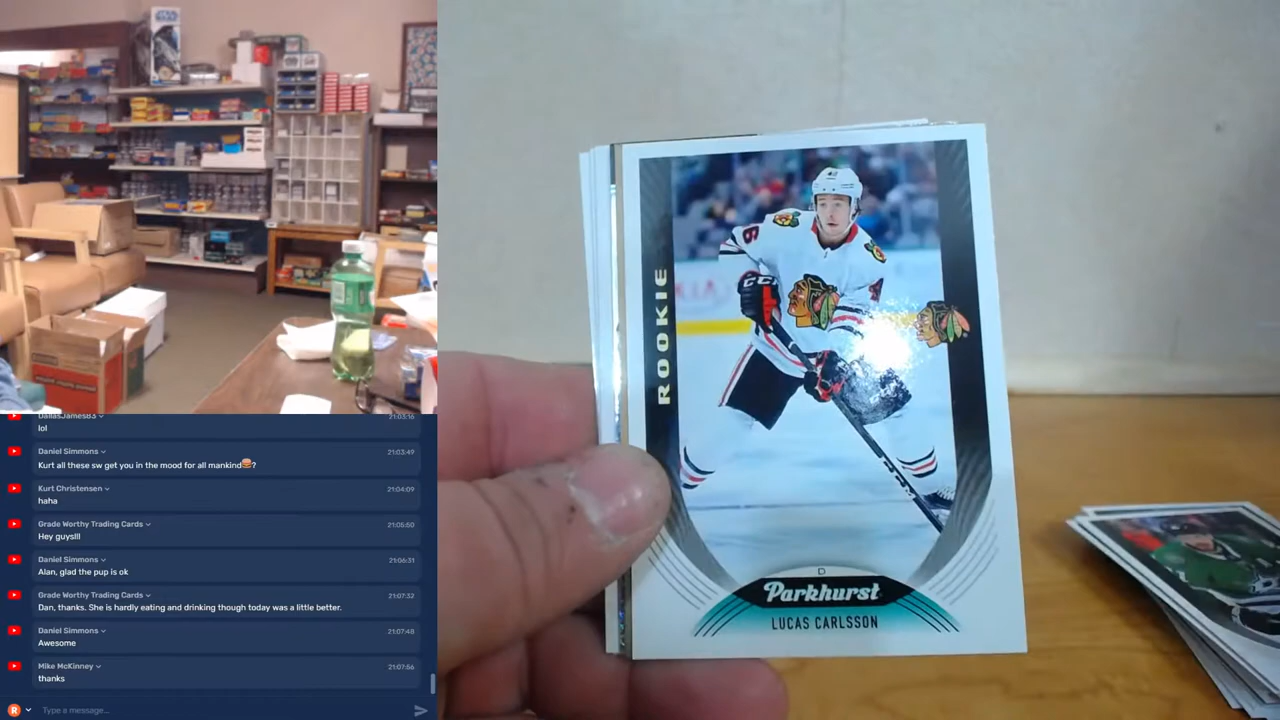 DallasJames83
21:03:16
lol
Daniel Simmons
21:03:49
Kurt all these sw get you in the mood for all mankind🍔?
Kurt Christensen
21:04:09
haha
Grade Worthy Trading Cards
21:05:50
Hey guys!!!
Daniel Simmons
21:06:31
Alan, glad the pup is ok
Grade Worthy Trading Cards
21:07:32
Dan, thanks. She is hardly eating and drinking though today was a little better.
Daniel Simmons
21:07:48
Awesome
Mike McKinney
21:07:56
thanks
R
Type a message...
ROOKIE
CCM
D
Parkhurst
LUCAS CARLSSON